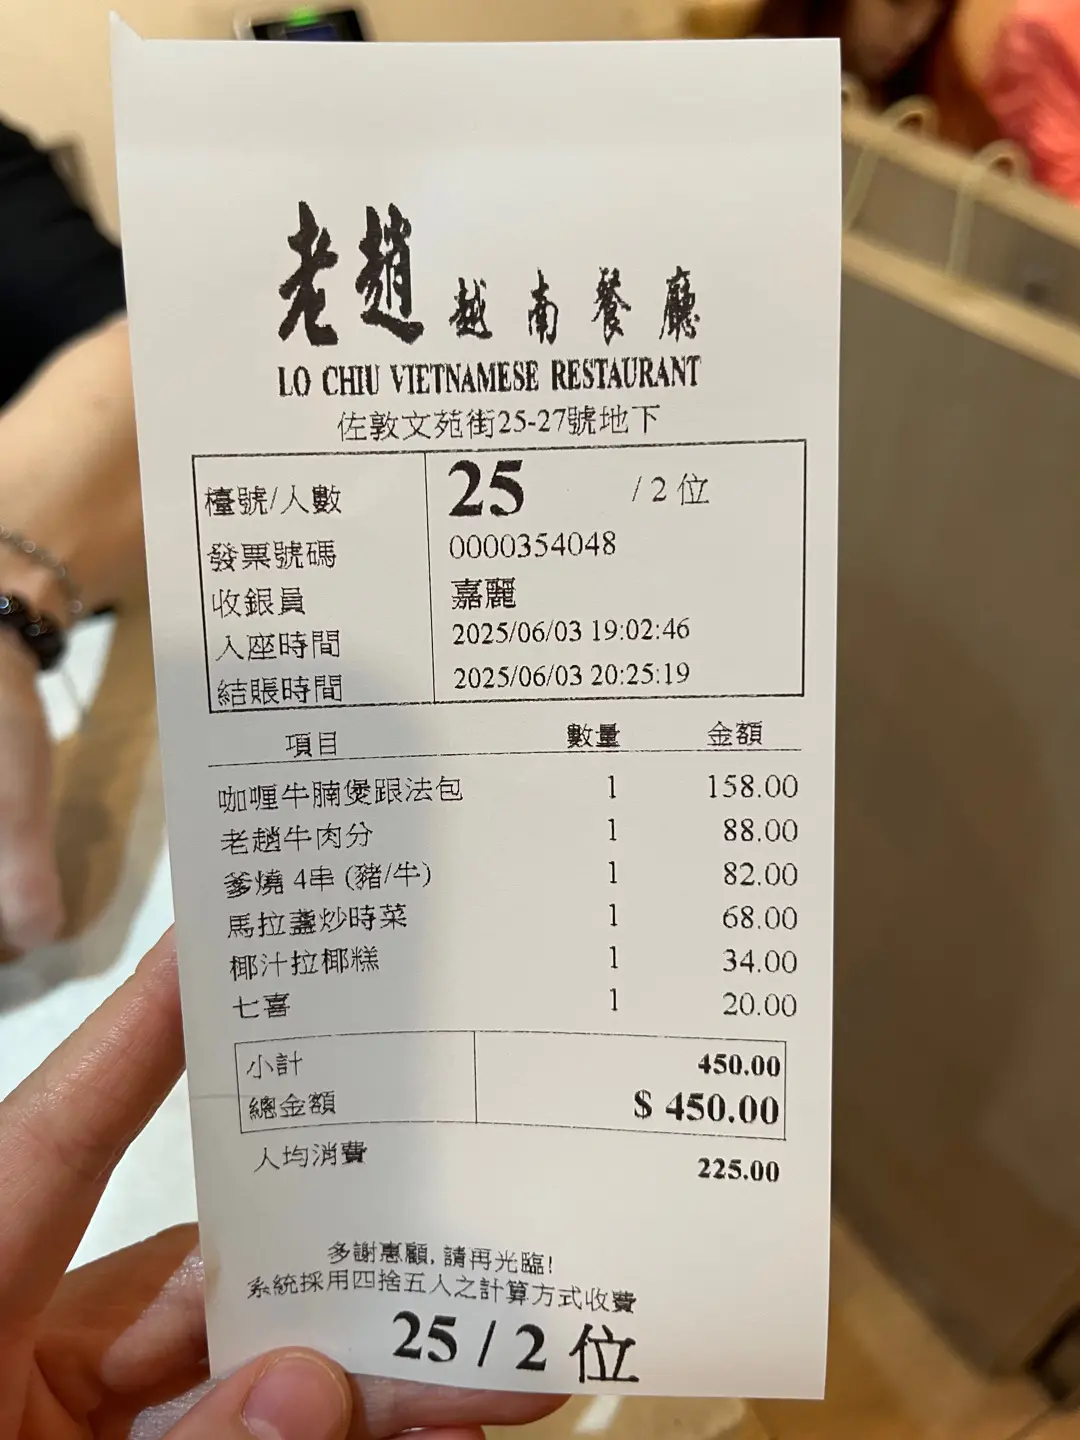 老趙越南餐廳
LO CHIU VIETNAMESE RESTAURANT
佐敦文苑街25-27號地下
檯號/人數 25 / 2 位
發票號碼 0000354048
收銀員 嘉麗
入座時間 2025/06/03 19:02:46
結賬時間 2025/06/03 20:25:19
項目 數量 金額
咖喱牛腩煲跟法包 1 158.00
老趙牛肉分 1 88.00
爹燒 4串 (豬/牛) 1 82.00
馬拉盞炒時菜 1 68.00
椰汁拉椰糕 1 34.00
七喜 1 20.00
小計 450.00
總金額 $ 450.00
人均消費 225.00
多謝惠顧, 請再光臨!
系統採用四捨五入之計算方式收費
25 / 2 位